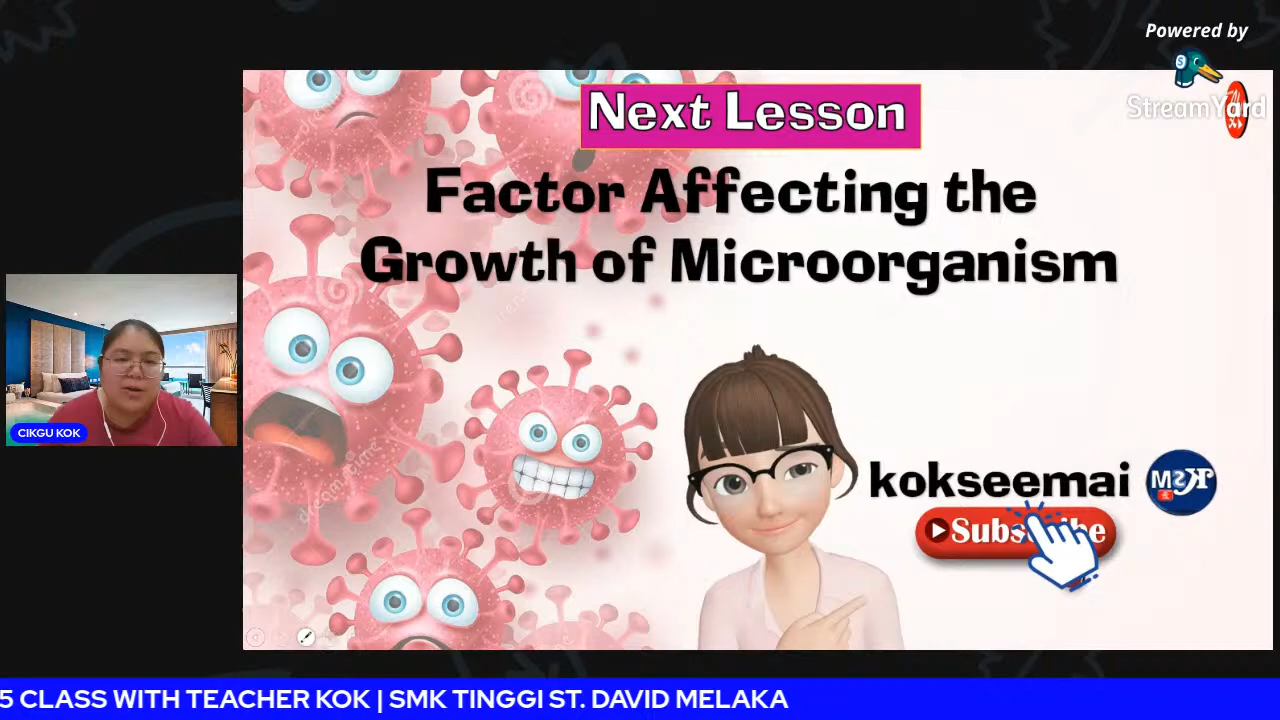 Powered by
StreamYard
Next Lesson
Factor Affecting the
Growth of Microorganism
kokseemai
CIKGU KOK
5 CLASS WITH TEACHER KOK | SMK TINGGI ST. DAVID MELAKA